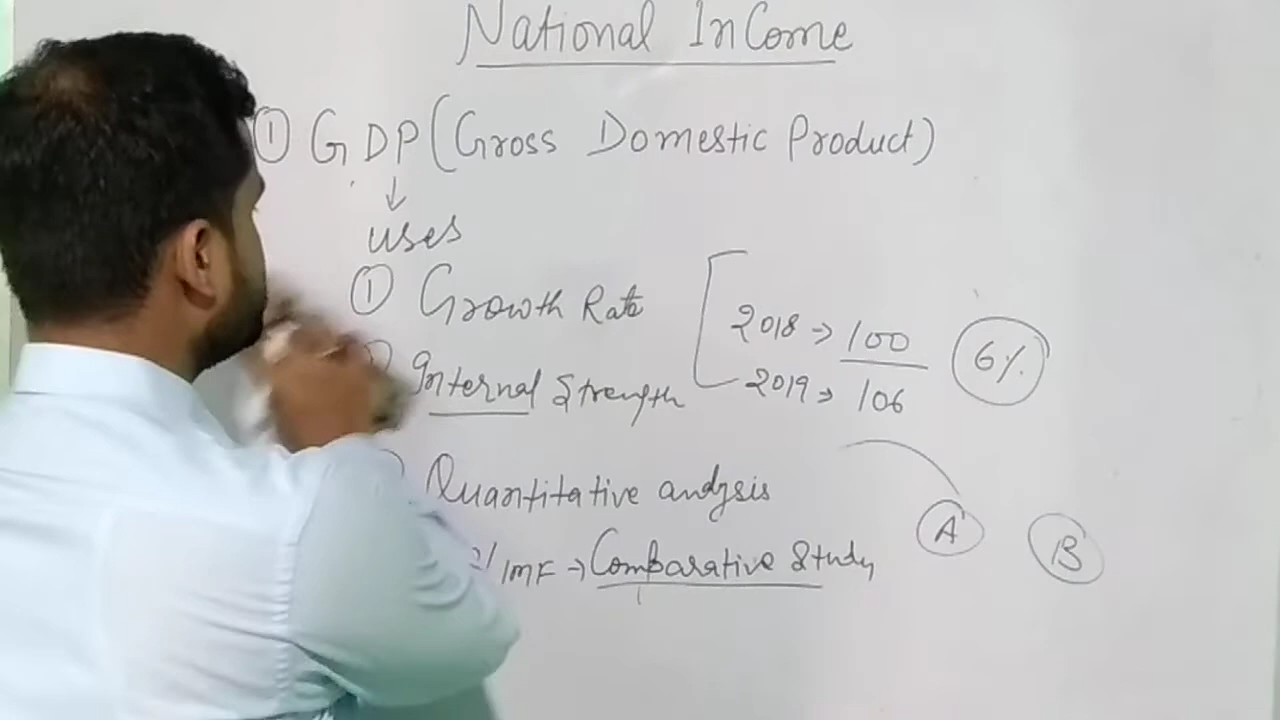 National InCome
① GDP (Gross Domestic Product)
↓
uses
① Growth Rate
2018 → 100
6%
Internal Strength
2019 → 106
Quantitative analysis
A B
/ IMF → Comparative Study